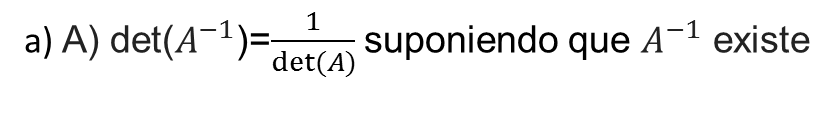 a) A) det(A⁻¹)=1/det(A) suponiendo que A⁻¹ existe